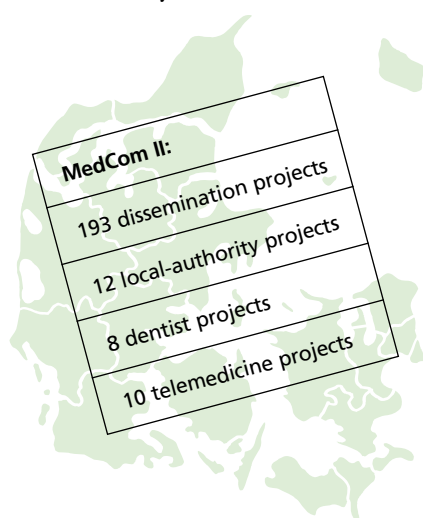 MedCom II:
193 dissemination projects
12 local-authority projects
8 dentist projects
10 telemedicine projects